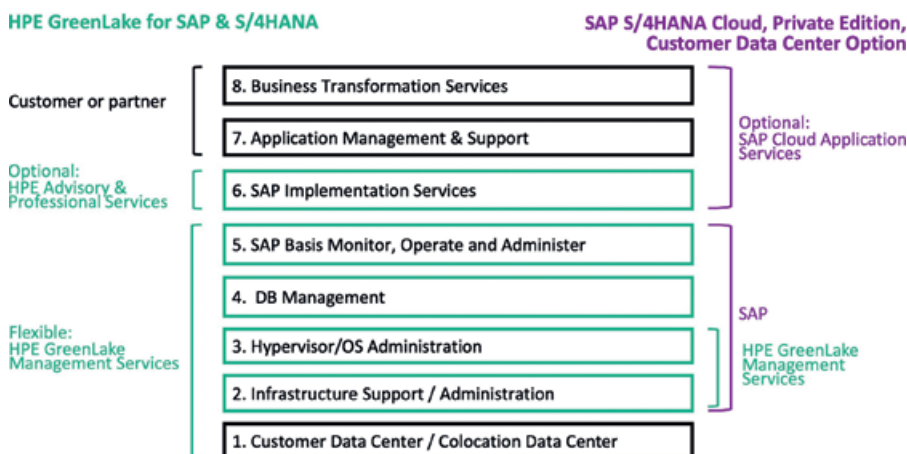 HPE GreenLake for SAP & S/4HANA
SAP S/4HANA Cloud, Private Edition,
Customer Data Center Option
Customer or partner
8. Business Transformation Services
7. Application Management & Support
Optional:
SAP Cloud Application
Services
Optional:
HPE Advisory &
Professional Services
6. SAP Implementation Services
5. SAP Basis Monitor, Operate and Administer
4. DB Management
SAP
Flexible:
HPE GreenLake
Management Services
3. Hypervisor/OS Administration
2. Infrastructure Support / Administration
HPE GreenLake
Management
Services
1. Customer Data Center / Colocation Data Center